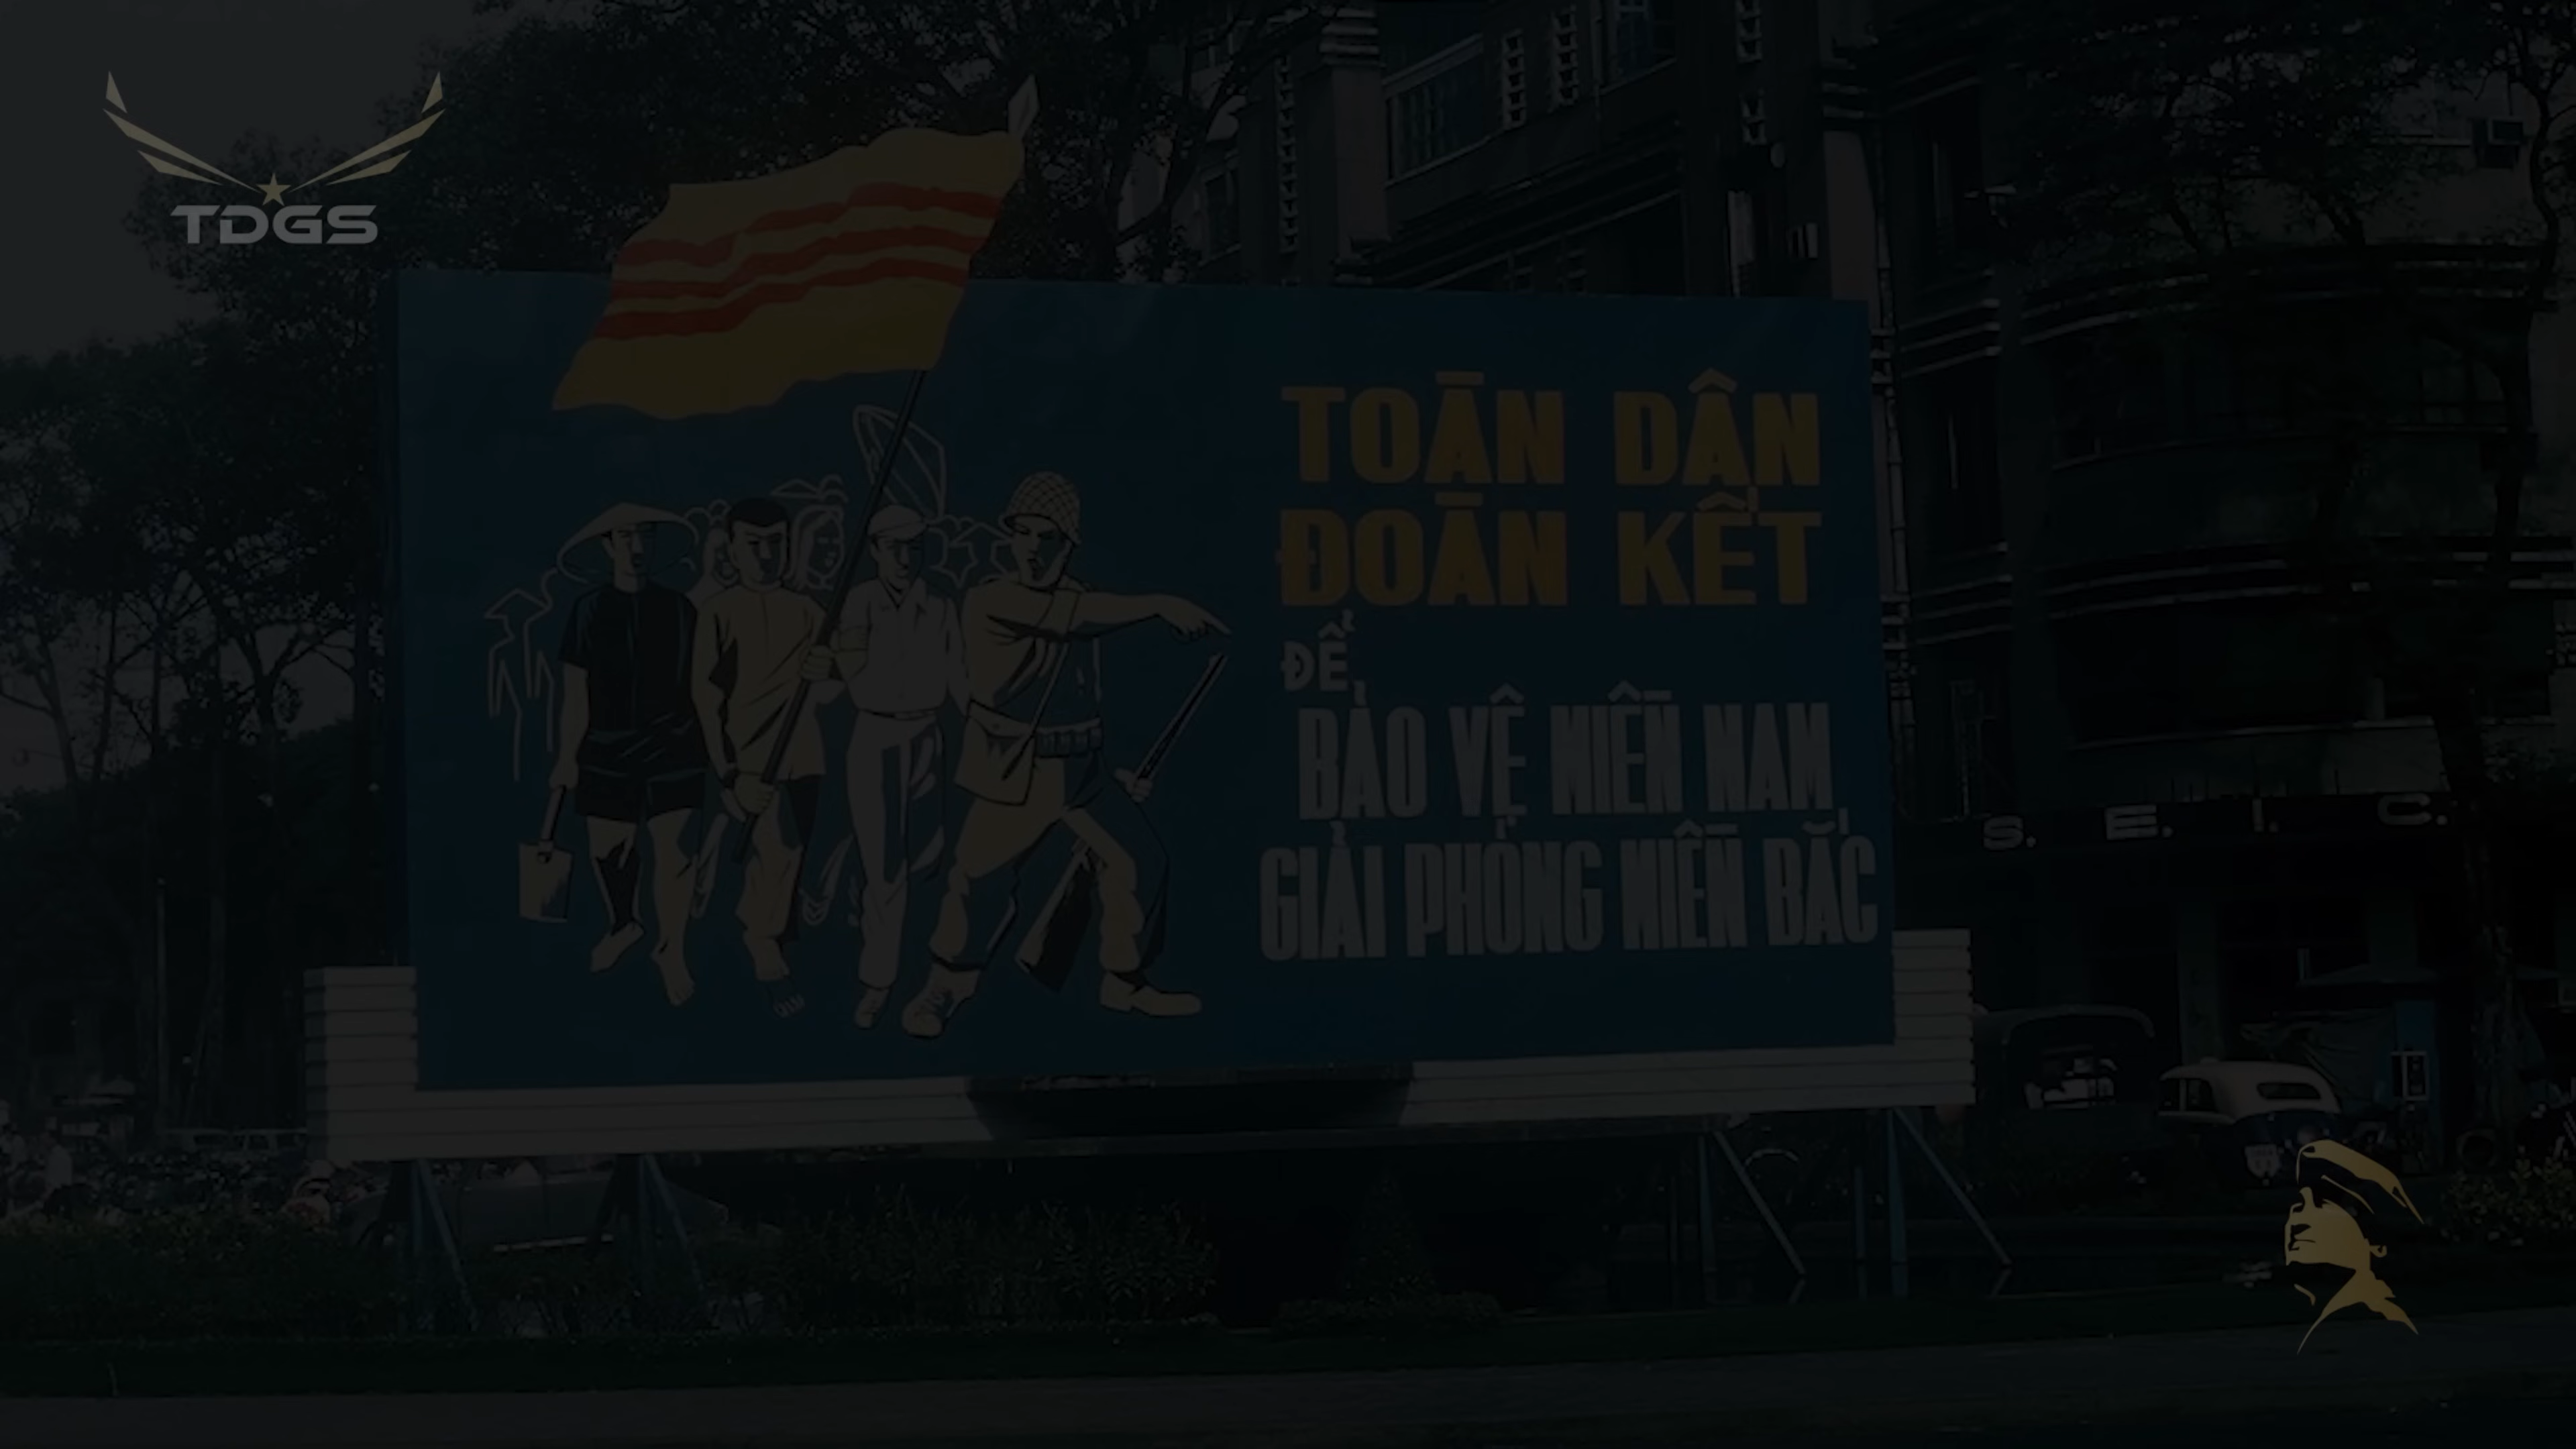 TDGS
TOÀN DÂN
ĐOÀN KẾT
ĐỂ
BẢO VỆ MIỀN NAM
GIẢI PHÓNG MIỀN BẮC
S. E. I. C.